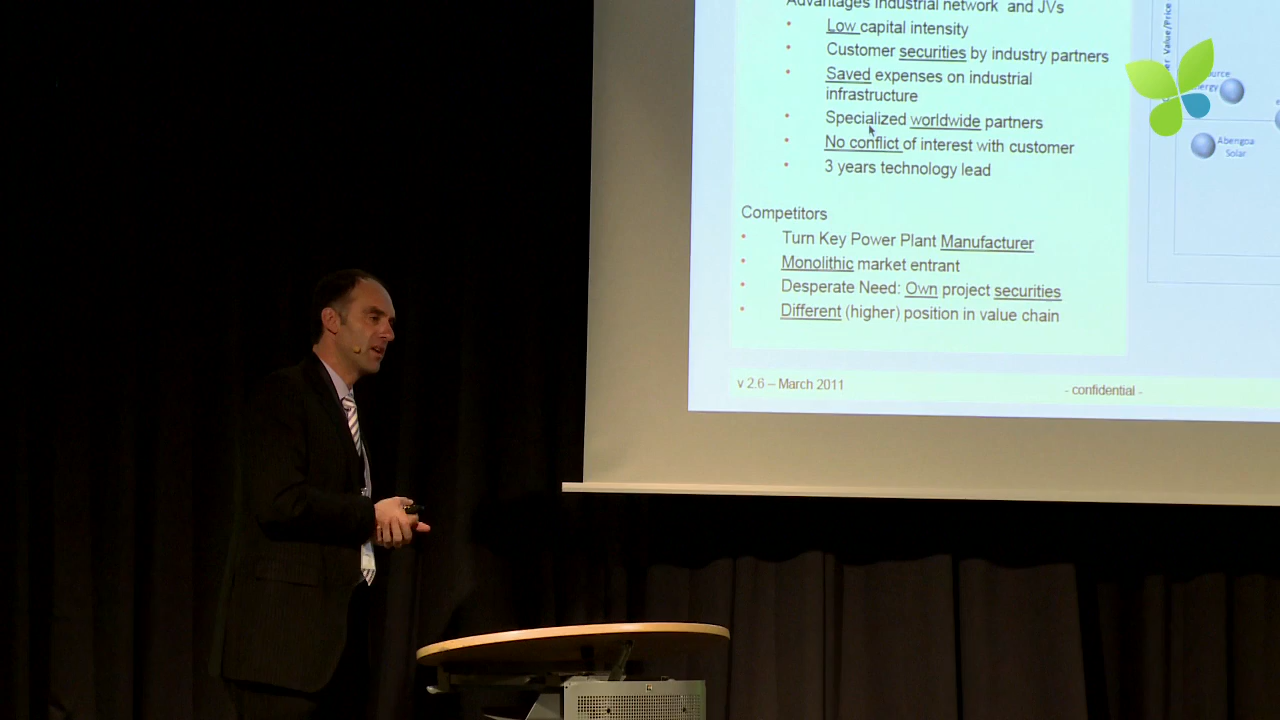 Advantages Industrial network and JVs
• Low capital intensity
• Customer securities by industry partners
• Saved expenses on industrial
infrastructure
• Specialized worldwide partners
• No conflict of interest with customer
• 3 years technology lead
Competitors
• Turn Key Power Plant Manufacturer
• Monolithic market entrant
• Desperate Need: Own project securities
• Different (higher) position in value chain
v 2.6 – March 2011
- confidential -
Value/Price
Abengoa
Solar